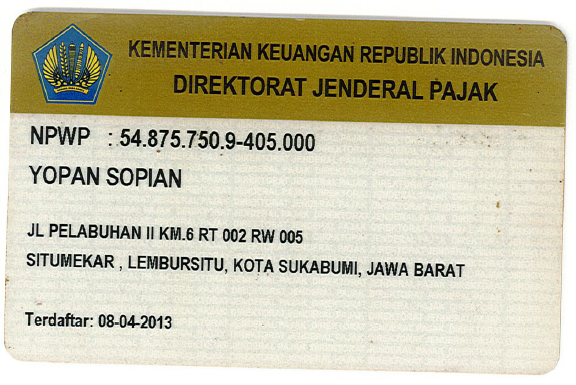 KEMENTERIAN KEUANGAN REPUBLIK INDONESIA
DIREKTORAT JENDERAL PAJAK
NPWP : 54.875.750.9-405.000
YOPAN SOPIAN
JL PELABUHAN II KM.6 RT 002 RW 005
SITUMEKAR , LEMBURSITU, KOTA SUKABUMI, JAWA BARAT
Terdaftar: 08-04-2013